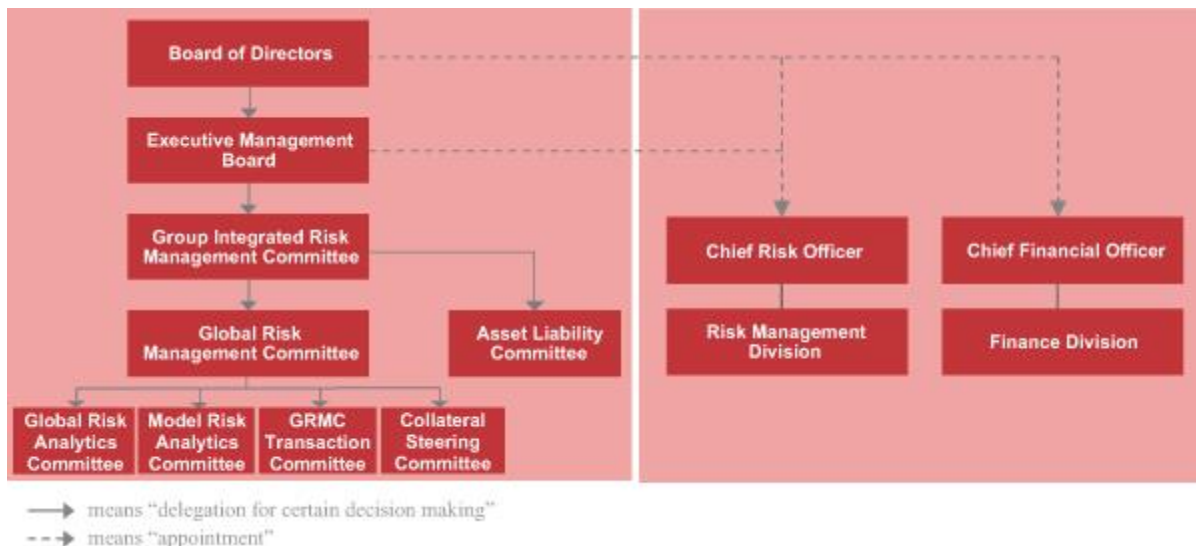 Board of Directors
Executive Management
Board
Group Integrated Risk
Management Committee
Global Risk
Management Committee
Asset Liability
Committee
Global Risk
Analytics
Committee
Model Risk
Analytics
Committee
GRMC
Transaction
Committee
Collateral
Steering
Committee
Chief Risk Officer
Chief Financial Officer
Risk Management
Division
Finance Division
means “delegation for certain decision making”
means “appointment”